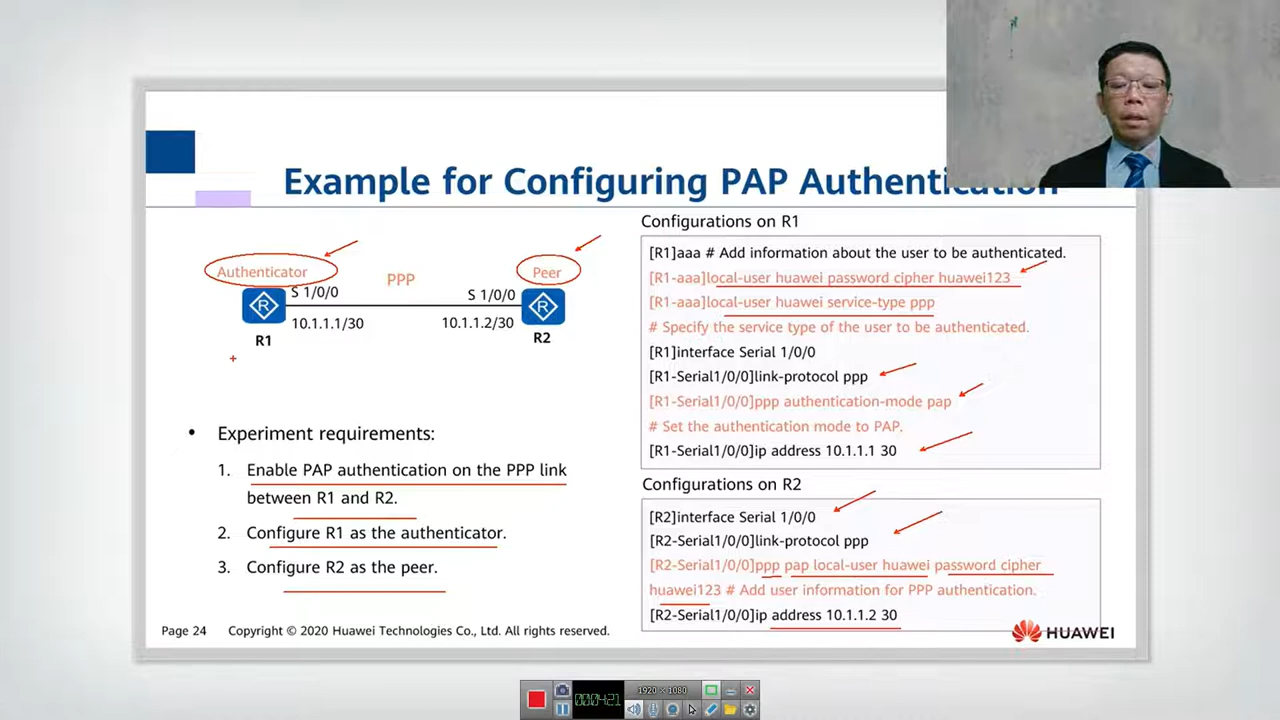 Example for Configuring PAP Authentication
Authenticator
PPP
Peer
S 1/0/0
S 1/0/0
10.1.1.1/30
10.1.1.2/30
R1
R2
• Experiment requirements:
1. Enable PAP authentication on the PPP link
between R1 and R2.
2. Configure R1 as the authenticator.
3. Configure R2 as the peer.
Configurations on R1
[R1]aaa # Add information about the user to be authenticated.
[R1-aaa]local-user huawei password cipher huawei123
[R1-aaa]local-user huawei service-type ppp
# Specify the service type of the user to be authenticated.
[R1]interface Serial 1/0/0
[R1-Serial1/0/0]link-protocol ppp
[R1-Serial1/0/0]ppp authentication-mode pap
# Set the authentication mode to PAP.
[R1-Serial1/0/0]ip address 10.1.1.1 30
Configurations on R2
[R2]interface Serial 1/0/0
[R2-Serial1/0/0]link-protocol ppp
[R2-Serial1/0/0]ppp pap local-user huawei password cipher
huawei123 # Add user information for PPP authentication.
[R2-Serial1/0/0]ip address 10.1.1.2 30
Page 24 Copyright © 2020 Huawei Technologies Co., Ltd. All rights reserved.
HUAWEI
000421
1920 × 1080